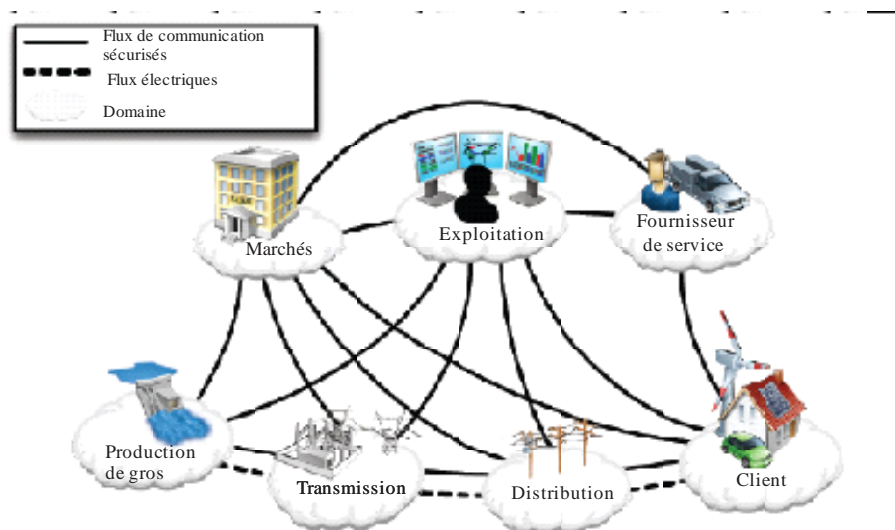 Flux de communication
sécurisés
Flux électriques
Domaine
Marchés
Exploitation
Fournisseur
de service
Production
de gros
Transmission
Distribution
Client